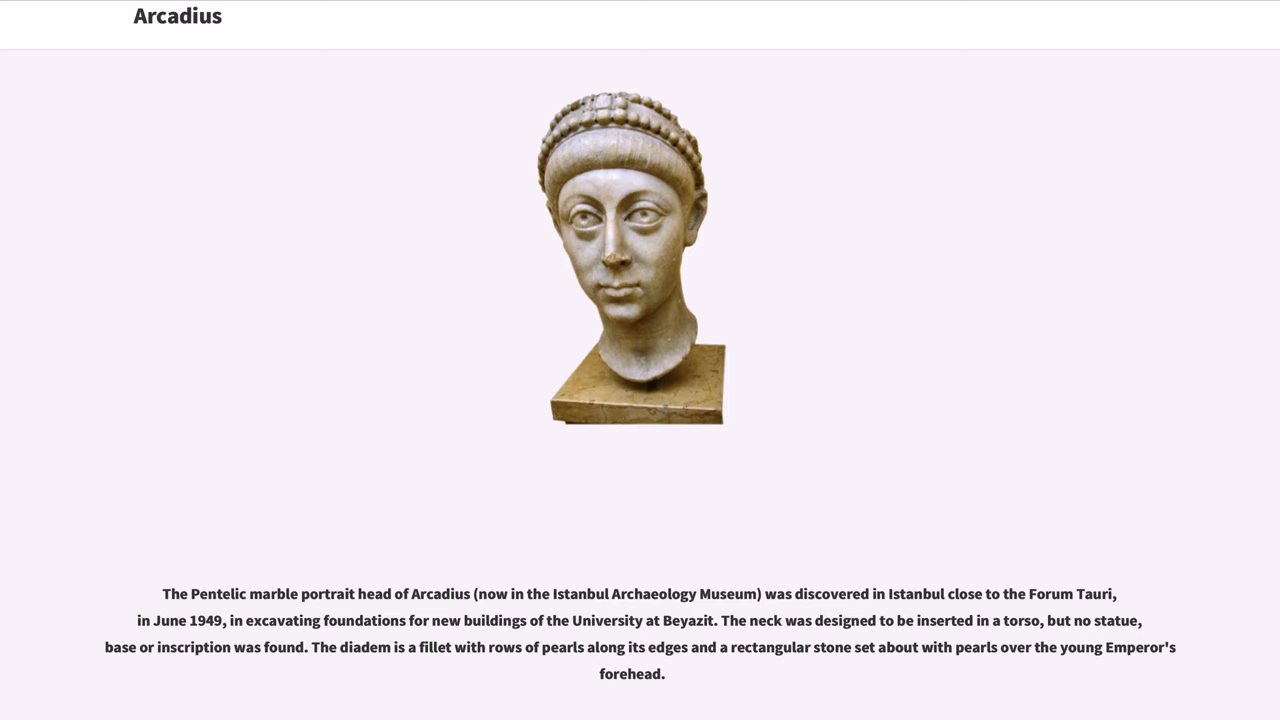 Arcadius
The Pentelic marble portrait head of Arcadius (now in the Istanbul Archaeology Museum) was discovered in Istanbul close to the Forum Tauri,
in June 1949, in excavating foundations for new buildings of the University at Beyazit. The neck was designed to be inserted in a torso, but no statue,
base or inscription was found. The diadem is a fillet with rows of pearls along its edges and a rectangular stone set about with pearls over the young Emperor's
forehead.